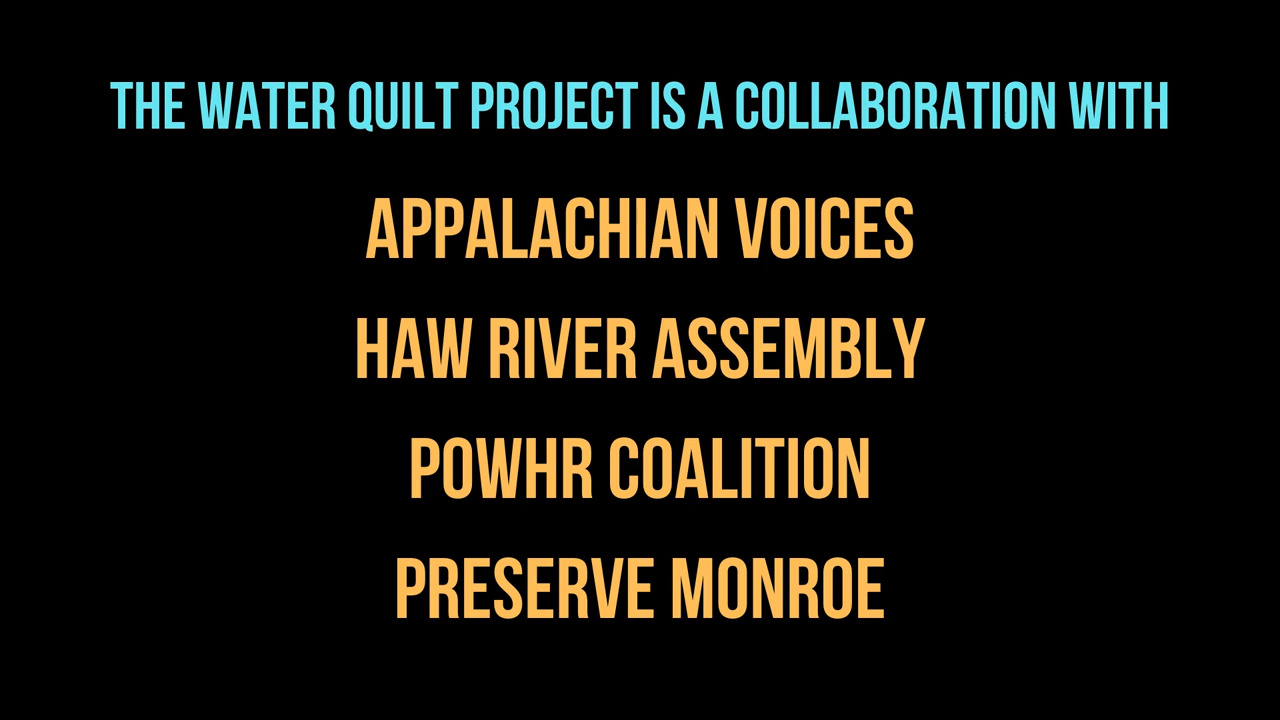 THE WATER QUILT PROJECT IS A COLLABORATION WITH
APPALACHIAN VOICES
HAW RIVER ASSEMBLY
POWHR COALITION
PRESERVE MONROE